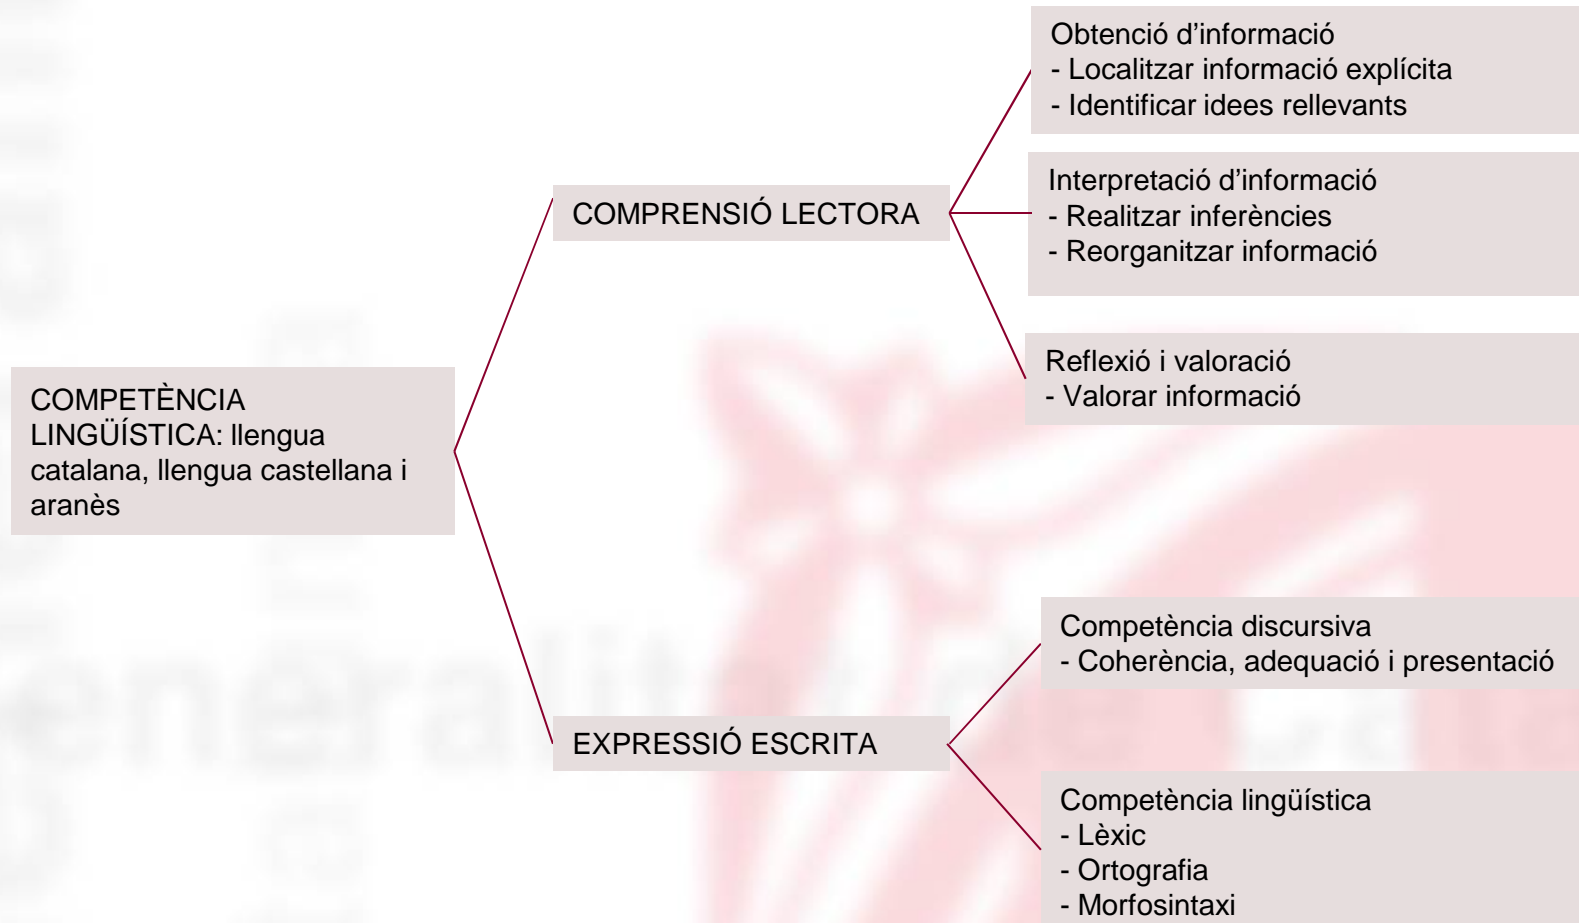 Obtenció d’informació
- Localitzar informació explícita
- Identificar idees rellevants
Interpretació d’informació
- Realitzar inferències
- Reorganitzar informació
COMPRENSIÓ LECTORA
Reflexió i valoració
- Valorar informació
COMPETÈNCIA
LINGÜÍSTICA: llengua
catalana, llengua castellana i
aranès
Competència discursiva
- Coherència, adequació i presentació
EXPRESSIÓ ESCRITA
Competència lingüística
- Lèxic
- Ortografia
- Morfosintaxi